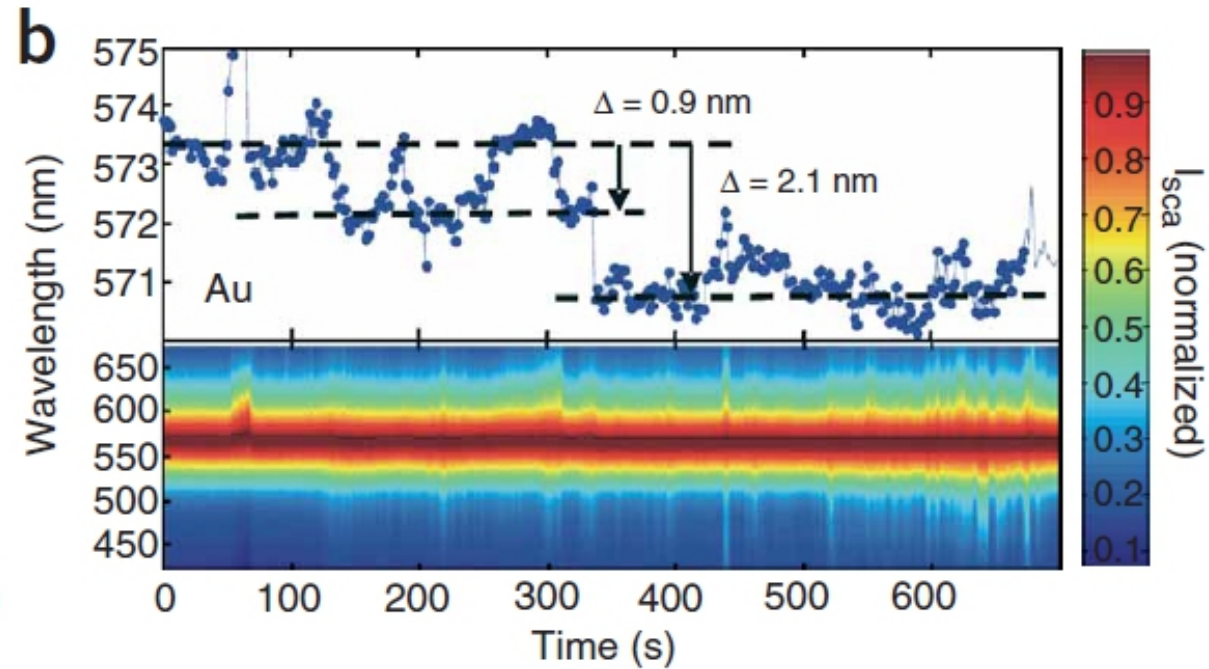 b
575
574
573
572
571
Δ = 0.9 nm
Δ = 2.1 nm
Au
650
600
550
500
450
Wavelength (nm)
0 100 200 300 400 500 600
Time (s)
0.9
0.8
0.7
0.6
0.5
0.4
0.3
0.2
0.1
Isca (normalized)